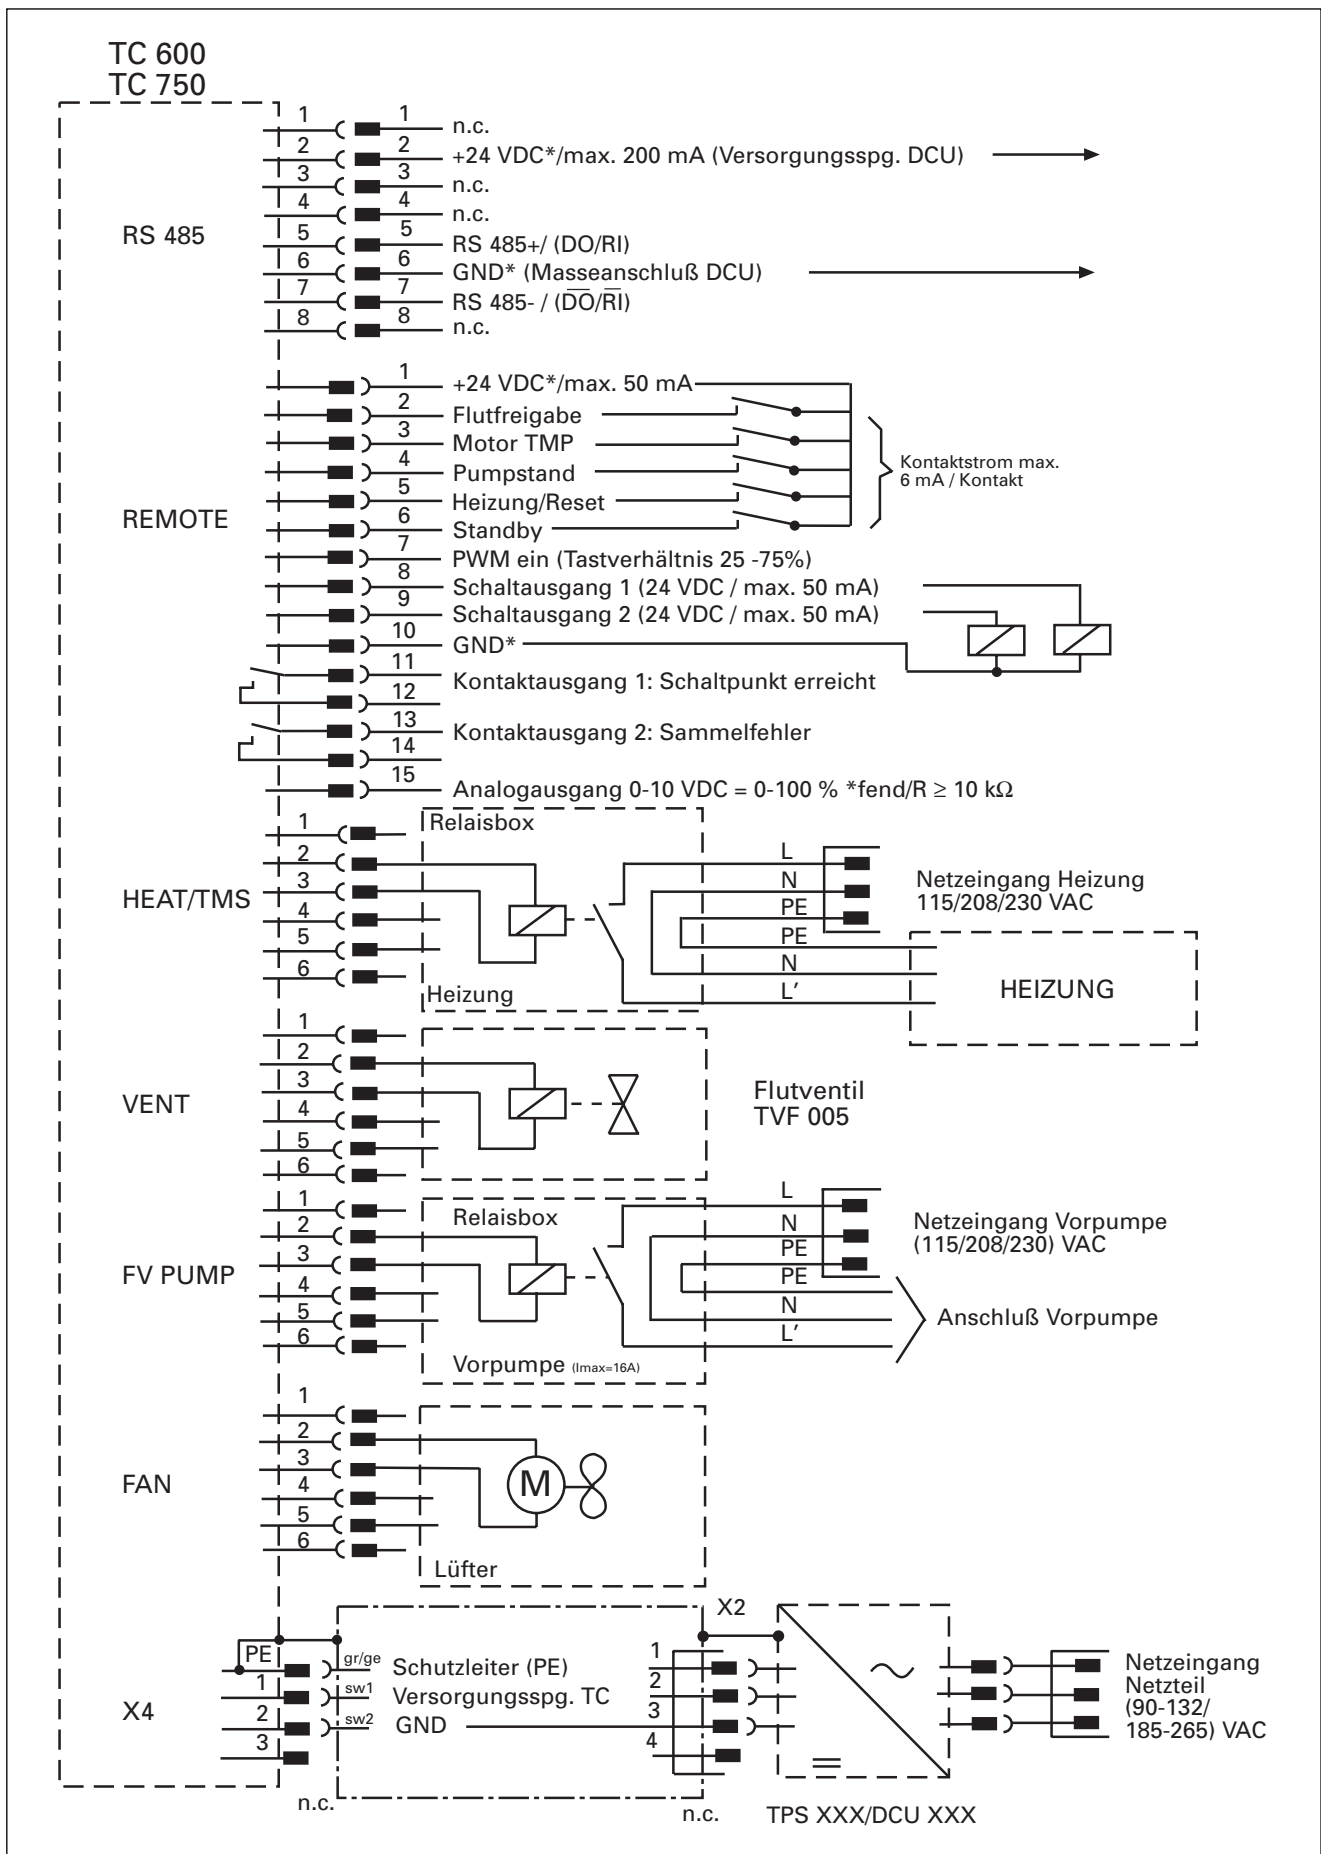 TC 600
TC 750
RS 485
1 1 n.c.
2 2 +24 VDC*/max. 200 mA (Versorgungsspg. DCU)
3 3 n.c.
4 4 n.c.
5 5 RS 485+/ (DO/RI)
6 6 GND* (Masseanschluß DCU)
7 7 RS 485- / (D̅O̅/R̅I̅)
8 8 n.c.
REMOTE
1 +24 VDC*/max. 50 mA
2 Flutfreigabe
3 Motor TMP
4 Pumpstand
5 Heizung/Reset
6 Standby
Kontaktstrom max.
6 mA / Kontakt
7 PWM ein (Tastverhältnis 25 -75%)
8 Schaltausgang 1 (24 VDC / max. 50 mA)
9 Schaltausgang 2 (24 VDC / max. 50 mA)
10 GND*
11
Kontaktausgang 1: Schaltpunkt erreicht
12
13
Kontaktausgang 2: Sammelfehler
14
15 Analogausgang 0-10 VDC = 0-100 % *fend/R ≥ 10 kΩ
HEAT/TMS
1
2
3
4
5
6
Relaisbox
Heizung
L
N
PE
PE
N
L′
Netzeingang Heizung
115/208/230 VAC
HEIZUNG
VENT
1
2
3
4
5
6
Flutventil
TVF 005
FV PUMP
1
2
3
4
5
6
Relaisbox
Vorpumpe (Imax=16A)
L
N
PE
PE
N
L′
Netzeingang Vorpumpe
(115/208/230) VAC
Anschluß Vorpumpe
FAN
1
2
3
4
5
6
M
Lüfter
X4
PE gr/ge Schutzleiter (PE)
1 sw1 Versorgungsspg. TC
2 sw2 GND
3
n.c.
X2
1
2
3
4
n.c.
TPS XXX/DCU XXX
Netzeingang
Netzteil
(90-132/
185-265) VAC